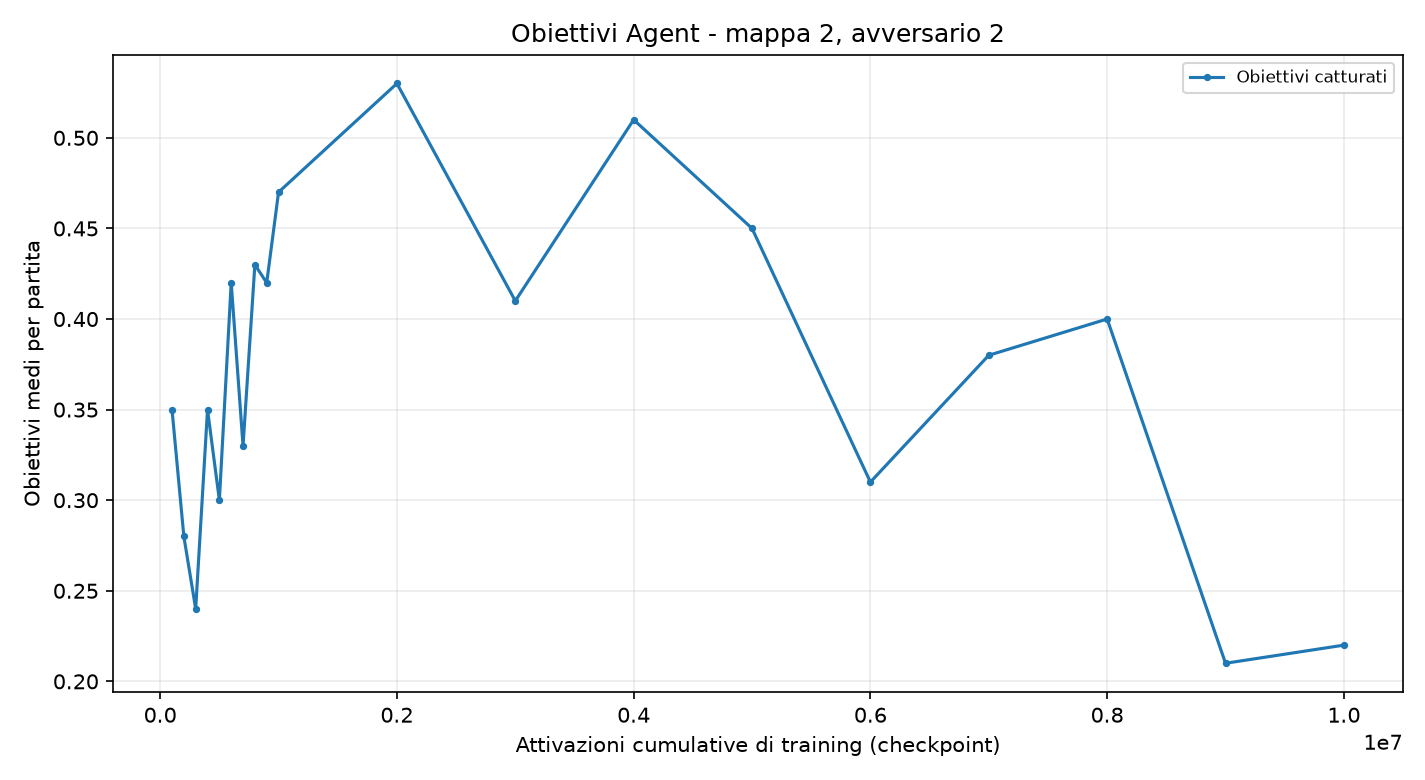 Obiettivi Agent - mappa 2, avversario 2
Obiettivi catturati
Obiettivi medi per partita
0.50
0.45
0.40
0.35
0.30
0.25
0.20
0.0 0.2 0.4 0.6 0.8 1.0
1e7
Attivazioni cumulative di training (checkpoint)